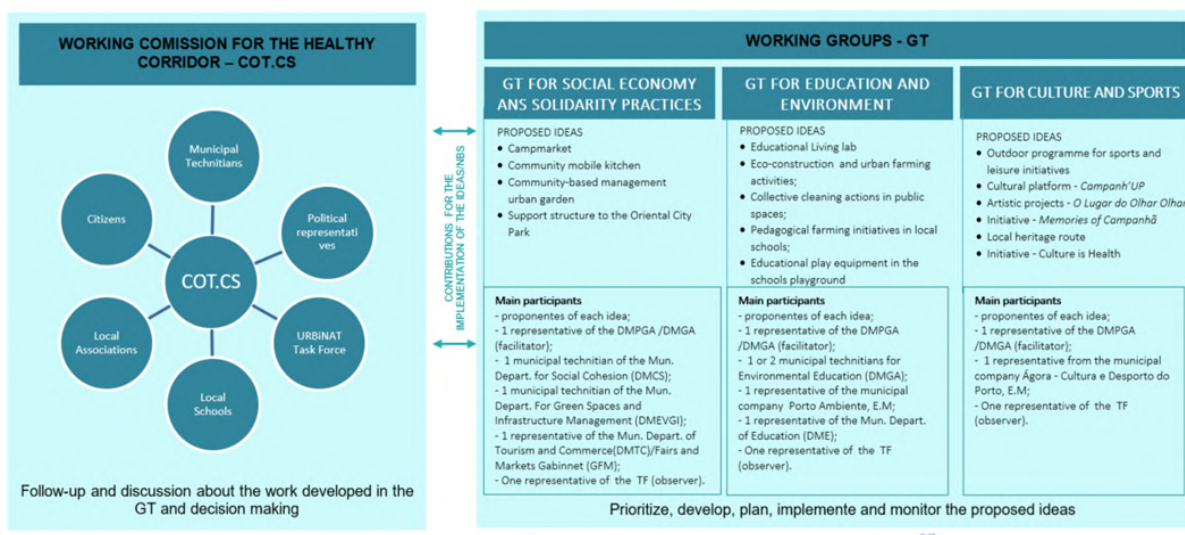 WORKING COMISSION FOR THE HEALTHY
CORRIDOR – COT.CS
Municipal
Technitians
Citizens
Political
representati
ves
COT.CS
Local
Associations
URBiNAT
Task Force
Local
Schools
Follow-up and discussion about the work developed in the
GT and decision making
CONTRIBUTIONS FOR THE
IMPLEMENTATION OF THE IDEAS/NBS
WORKING GROUPS - GT
GT FOR SOCIAL ECONOMY
ANS SOLIDARITY PRACTICES
PROPOSED IDEAS
• Campmarket
• Community mobile kitchen
• Community-based management
urban garden
• Support structure to the Oriental City
Park
Main participants
- proponentes of each idea;
- 1 representative of the DMPGA /DMGA
(facilitator);
- 1 municipal technitian of the Mun.
Depart. for Social Cohesion (DMCS);
- 1 municipal technitian of the Mun.
Depart. For Green Spaces and
Infrastructure Management (DMEVGI);
- 1 representative of the Mun. Depart. of
Tourism and Commerce(DMTC)/Fairs and
Markets Gabinnet (GFM);
- One representative of the TF (observer).
GT FOR EDUCATION AND
ENVIRONMENT
PROPOSED IDEAS
• Educational Living lab
• Eco-construction and urban farming
activities;
• Collective cleaning actions in public
spaces;
• Pedagogical farming initiatives in local
schools;
• Educational play equipment in the
schools playground
Main participants
- proponentes of each idea;
- 1 representative of the DMPGA
/DMGA (facilitator);
- 1 or 2 municipal technitians for
Environmental Education (DMGA);
- 1 representative of the municipal
company Porto Ambiente, E.M;
- 1 representative of the Mun. Depart.
of Education (DME);
- One representative of the TF
(observer).
GT FOR CULTURE AND SPORTS
PROPOSED IDEAS
• Outdoor programme for sports and
leisure initiatives
• Cultural platform - Campanh'UP
• Artistic projects - O Lugar do Olhar Olhar
• Initiative - Memories of Campanhã
• Local heritage route
• Initiative - Culture is Health
Main participants
- proponentes of each idea;
- 1 representative of the DMPGA
/DMGA (facilitator);
- 1 representative from the municipal
company Ágora - Cultura e Desporto do
Porto, E.M;
- One representative of the TF
(observer).
Prioritize, develop, plan, implemente and monitor the proposed ideas